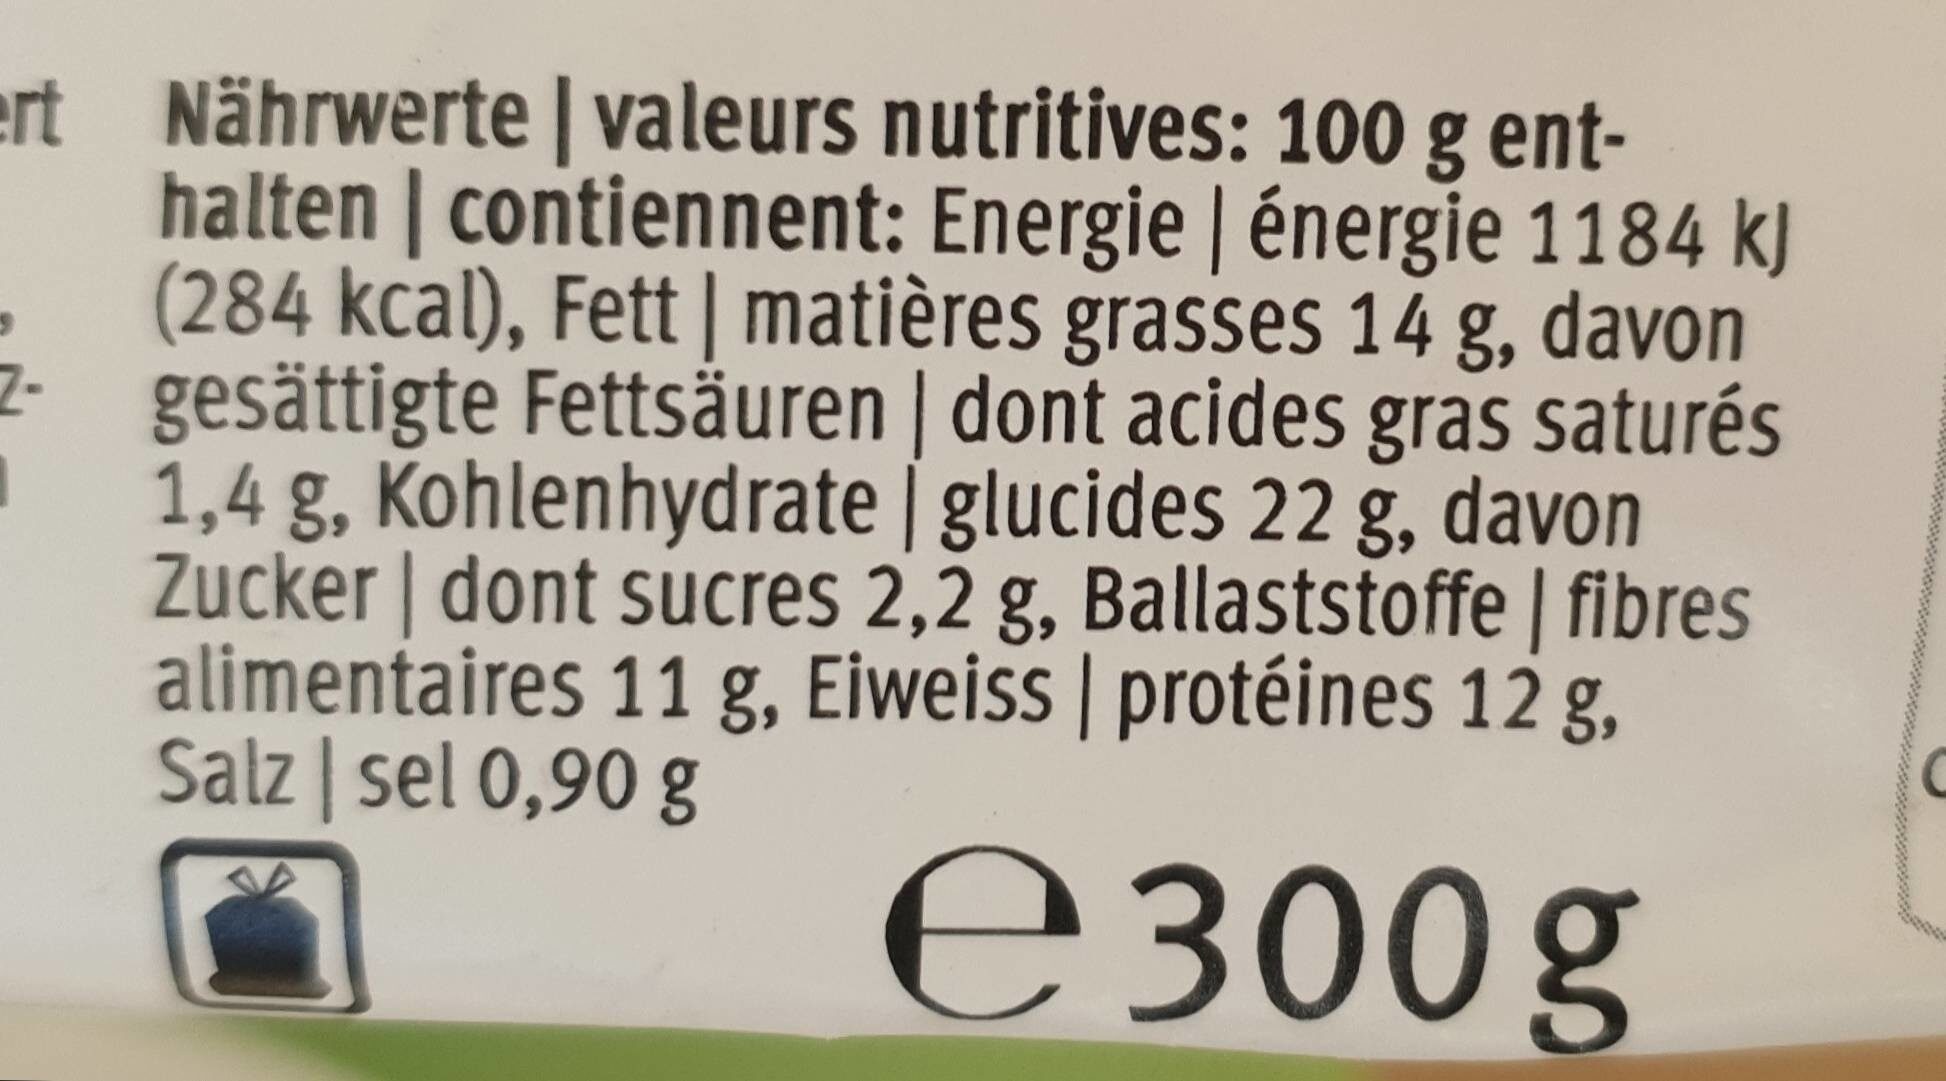 Nährwerte | valeurs nutritives: 100 g ent-
halten | contiennent: Energie | énergie 1184 kJ
(284 kcal), Fett | matières grasses 14 g, davon
gesättigte Fettsäuren | dont acides gras saturés
1,4 g, Kohlenhydrate | glucides 22 g, davon
Zucker | dont sucres 2,2 g, Ballaststoffe | fibres
alimentaires 11 g, Eiweiss | protéines 12 g,
Salz | sel 0,90 g
℮ 300 g